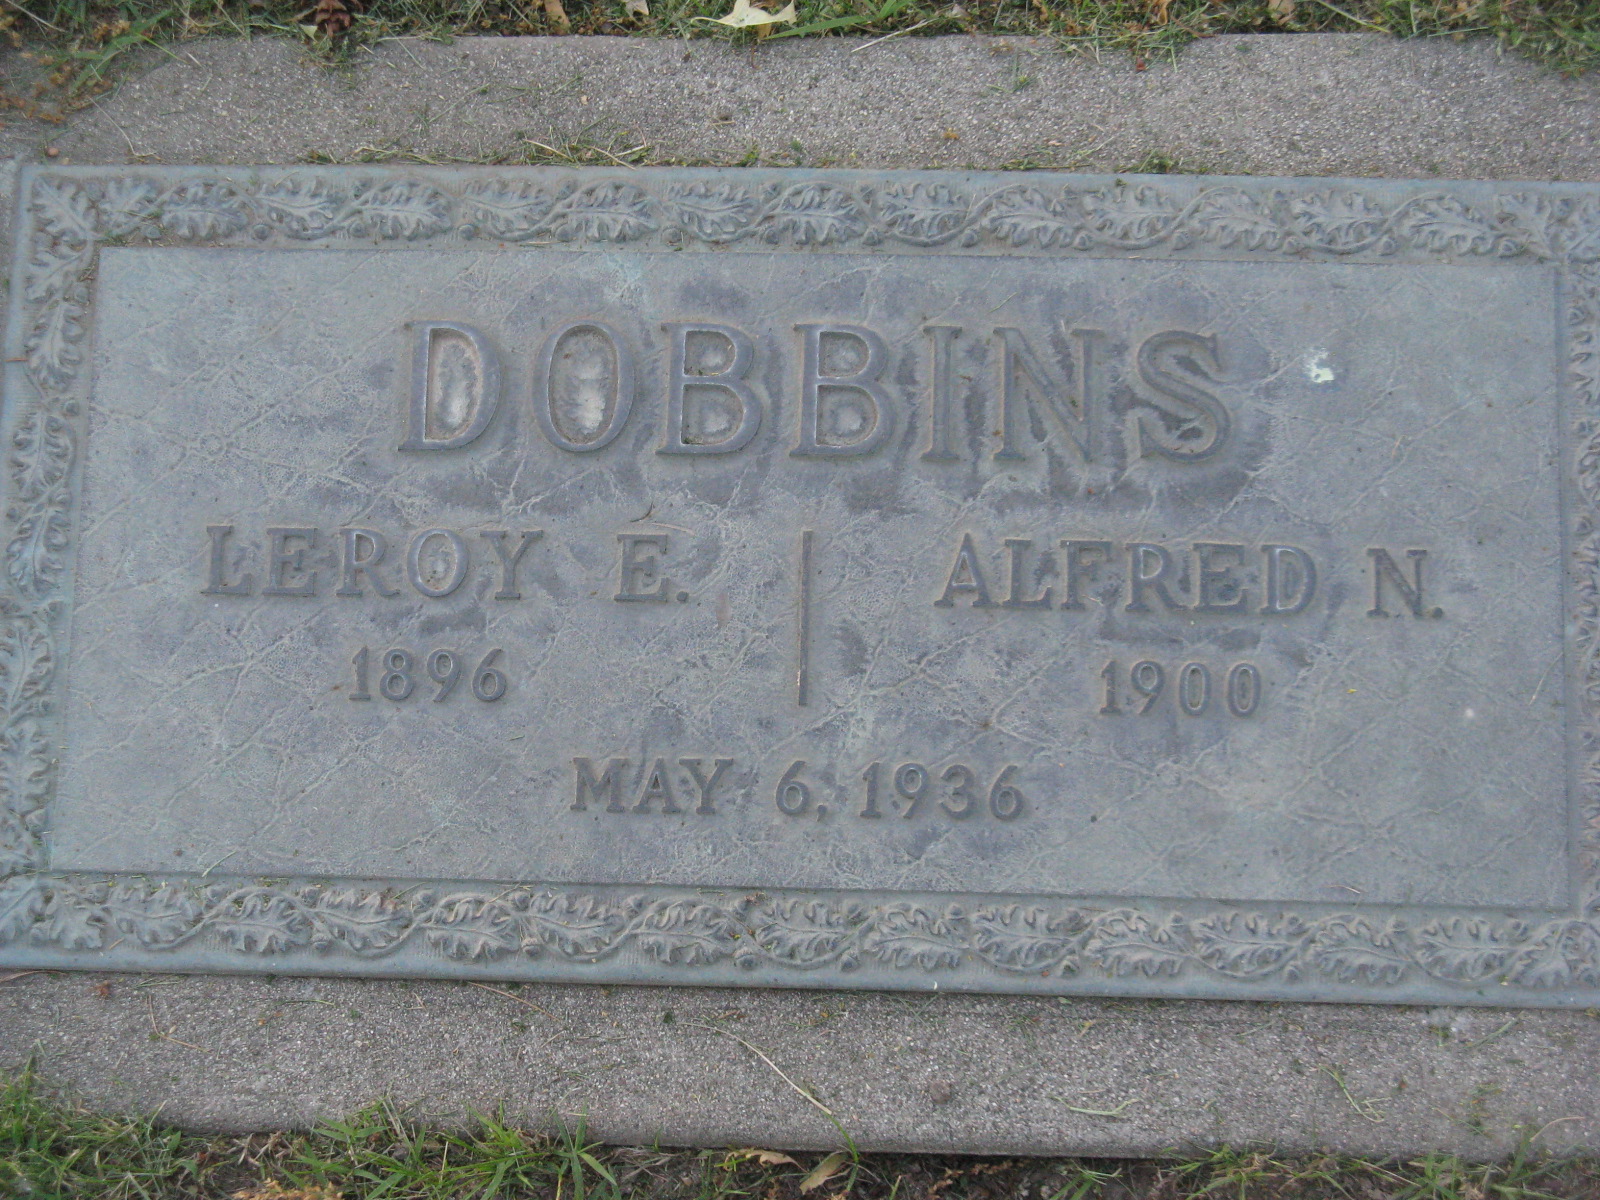 DOBBINS
LEROY E. ALFRED N.
1896 1900
MAY 6, 1936